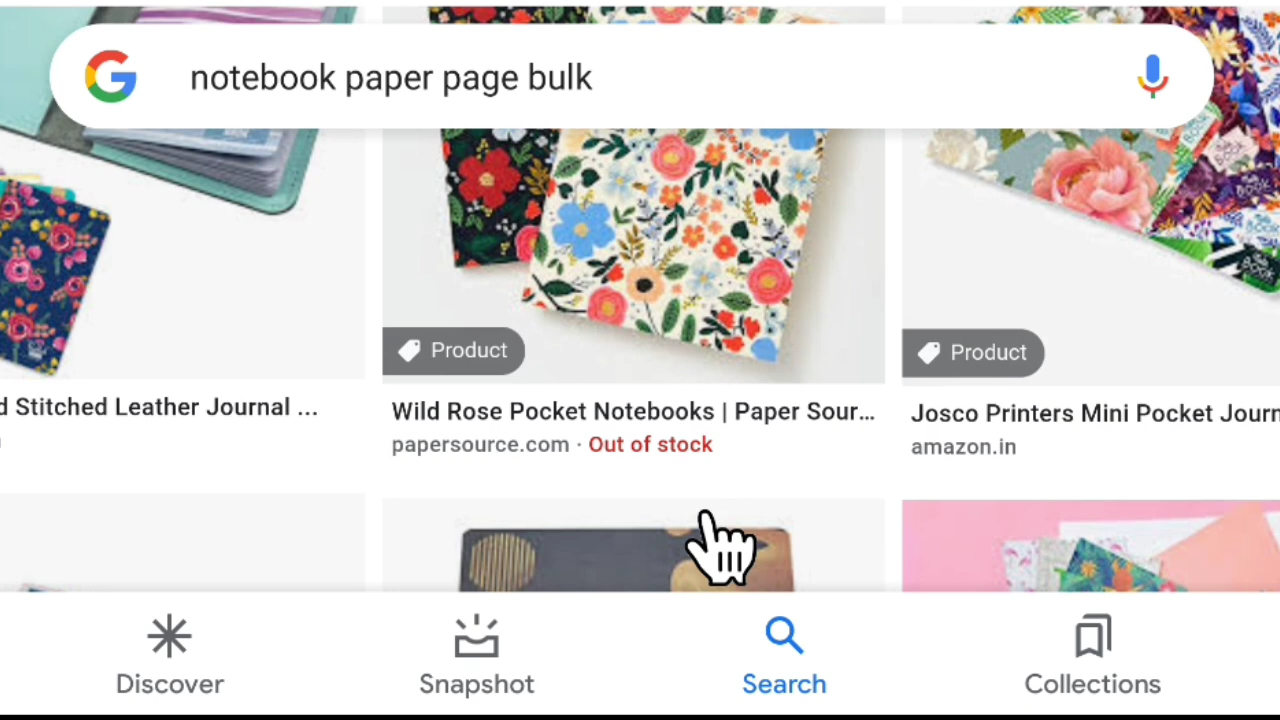 notebook paper page bulk
Product
Product
d Stitched Leather Journal ...
Wild Rose Pocket Notebooks | Paper Sour...
Josco Printers Mini Pocket Journ
papersource.com · Out of stock
amazon.in
Discover
Snapshot
Search
Collections